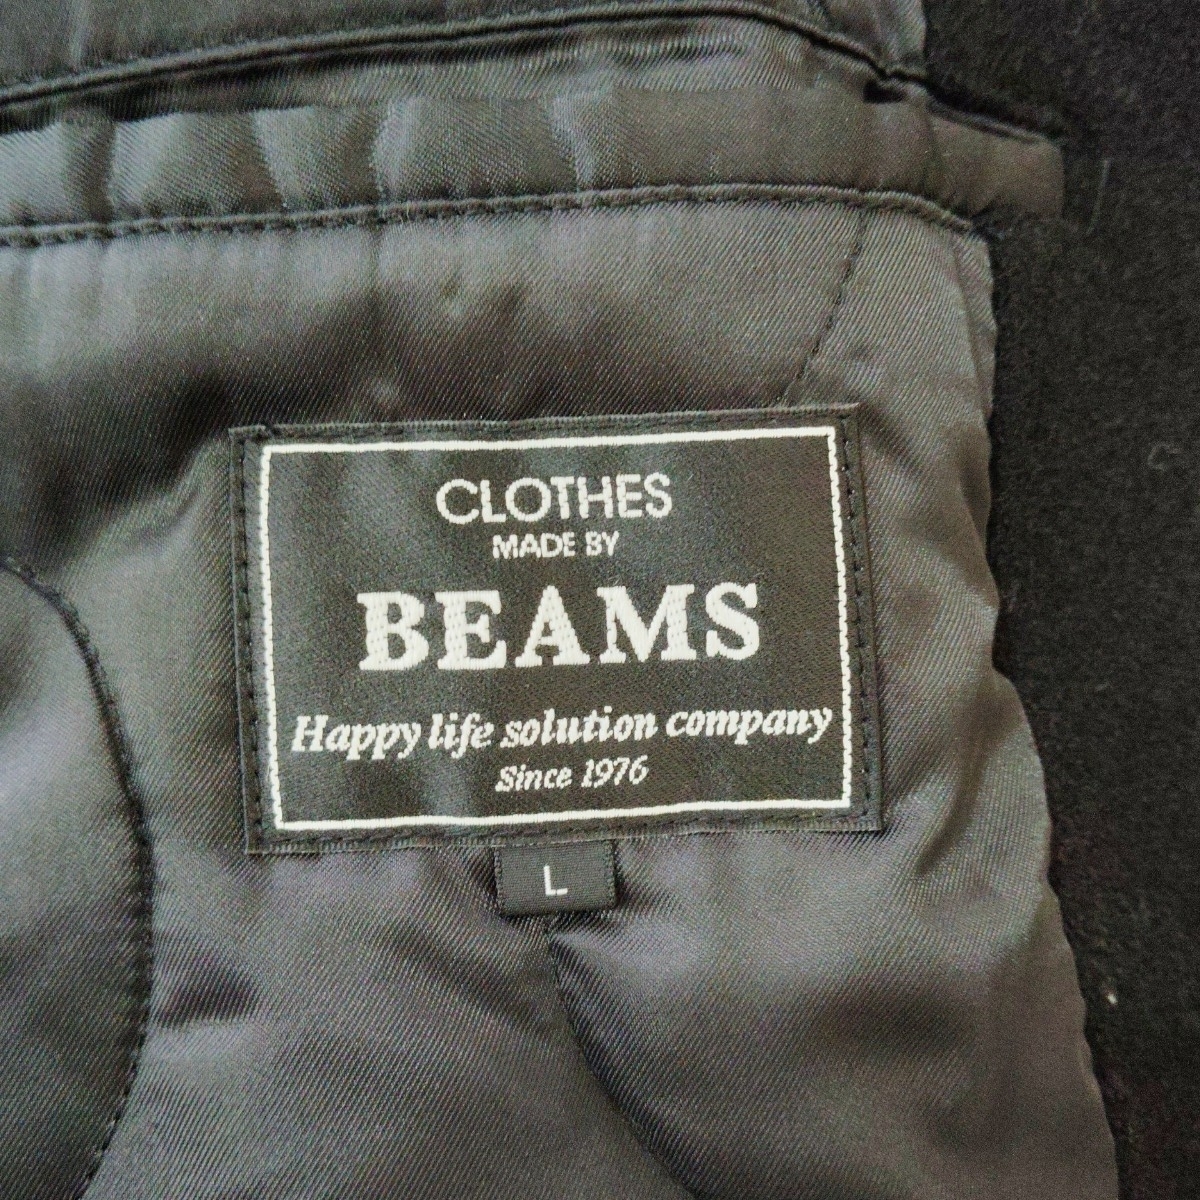 CLOTHES
MADE BY
BEAMS
Happy life solution company
Since 1976
L